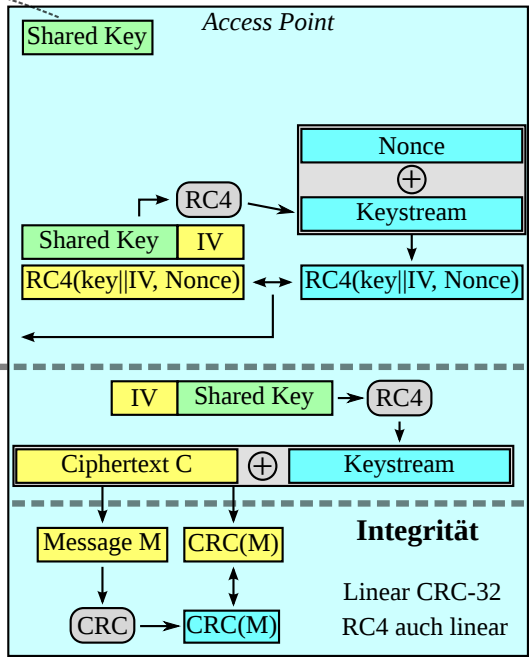 Access Point
Shared Key
Nonce
RC4
Keystream
Shared Key IV
RC4(key||IV, Nonce) RC4(key||IV, Nonce)
IV Shared Key RC4
Ciphertext C Keystream
Integrität
Message M CRC(M)
Linear CRC-32
CRC CRC(M) RC4 auch linear